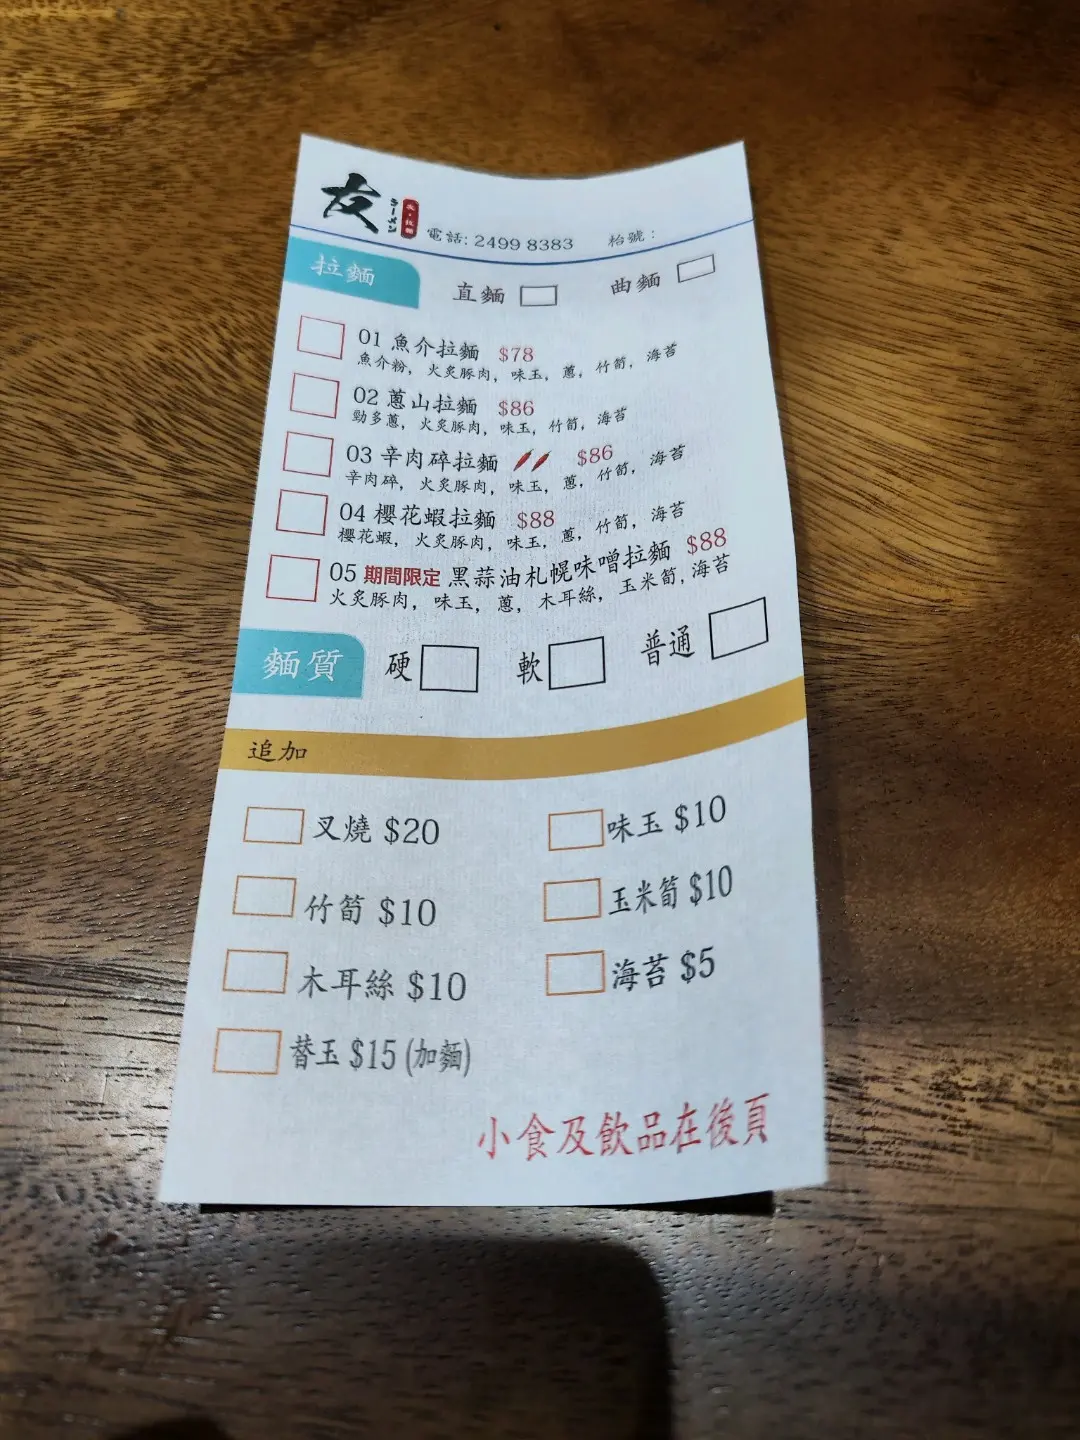 友 ラーメン
電話: 2499 8383 枱號 :
拉麵 直麵 曲麵
01 魚介拉麵 $78
魚介粉, 火炙豚肉, 味玉, 蔥, 竹筍, 海苔
02 蔥山拉麵 $86
勁多蔥, 火炙豚肉, 味玉, 竹筍, 海苔
03 辛肉碎拉麵 $86
辛肉碎, 火炙豚肉, 味玉, 蔥, 竹筍, 海苔
04 櫻花蝦拉麵 $88
櫻花蝦, 火炙豚肉, 味玉, 蔥, 竹筍, 海苔
05 期間限定 黑蒜油札幌味噌拉麵 $88
火炙豚肉, 味玉, 蔥, 木耳絲, 玉米筍, 海苔
麵質 硬 軟 普通
追加
叉燒 $20 味玉 $10
竹筍 $10 玉米筍 $10
木耳絲 $10 海苔 $5
替玉 $15 (加麵)
小食及飲品在後頁